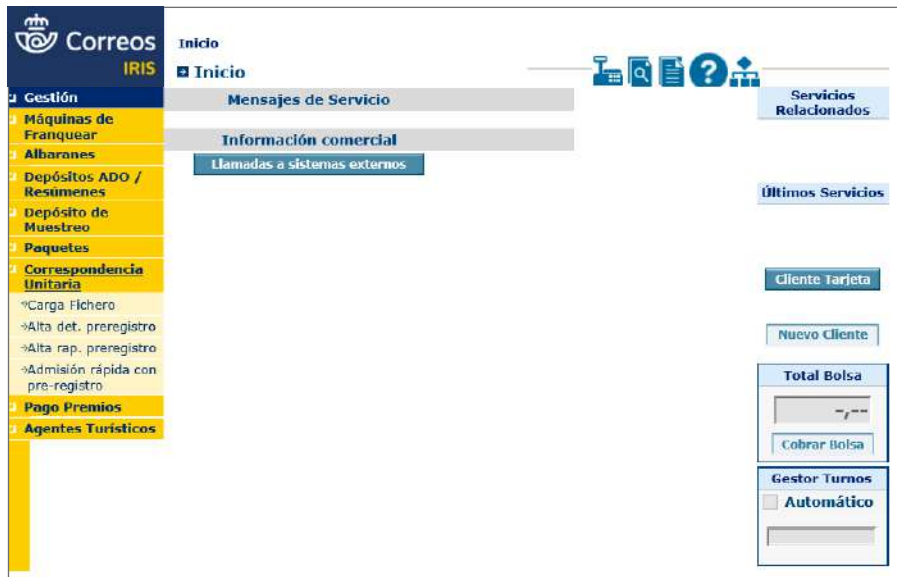 Correos
IRIS
Inicio
Inicio
Gestión
Máquinas de
Franquear
Albaranes
Depósitos ADO /
Resúmenes
Depósito de
Muestreo
Paquetes
Correspondencia
Unitaria
Carga Fichero
Alta det. preregistro
Alta rap. preregistro
Admisión rápida con
pre-registro
Pago Premios
Agentes Turísticos
Mensajes de Servicio
Información comercial
Llamadas a sistemas externos
?
Servicios
Relacionados
Últimos Servicios
Cliente Tarjeta
Nuevo Cliente
Total Bolsa
-,--
Cobrar Bolsa
Gestor Turnos
Automático